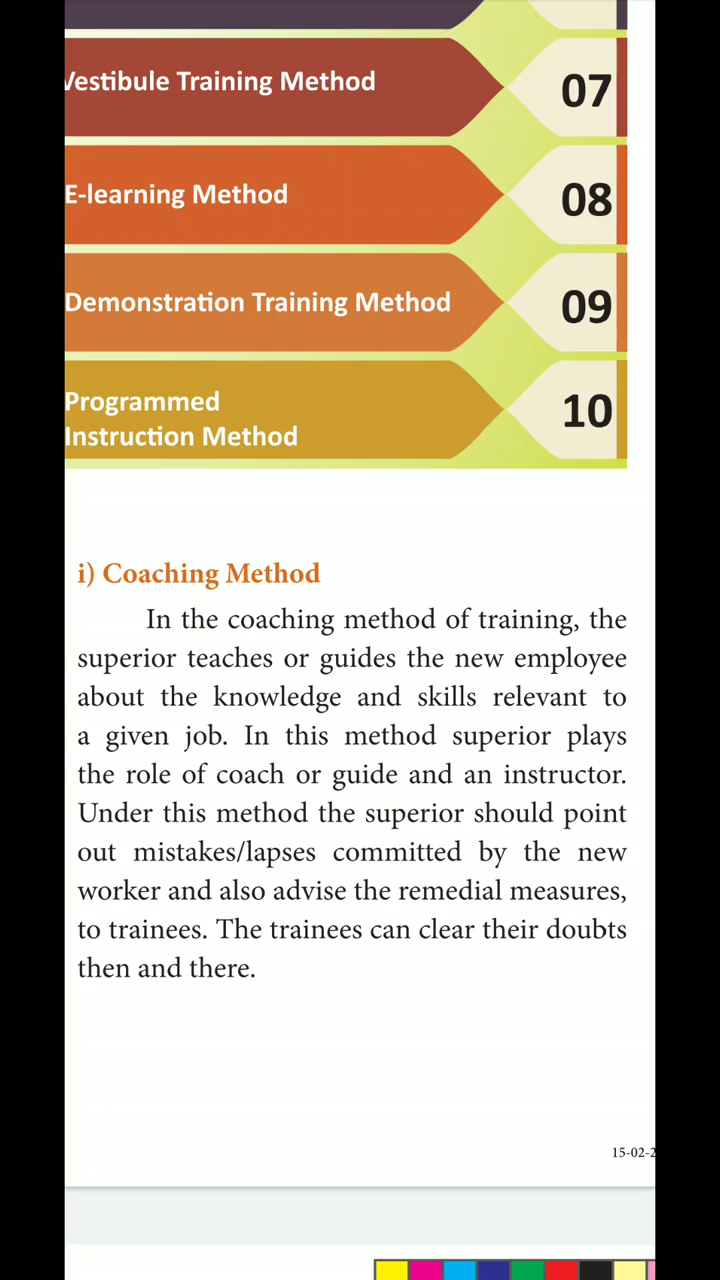 Vestibule Training Method
07
E-learning Method
08
Demonstration Training Method
09
Programmed
Instruction Method
10
i) Coaching Method
In the coaching method of training, the
superior teaches or guides the new employee
about the knowledge and skills relevant to
a given job. In this method superior plays
the role of coach or guide and an instructor.
Under this method the superior should point
out mistakes/lapses committed by the new
worker and also advise the remedial measures,
to trainees. The trainees can clear their doubts
then and there.
15-02-2